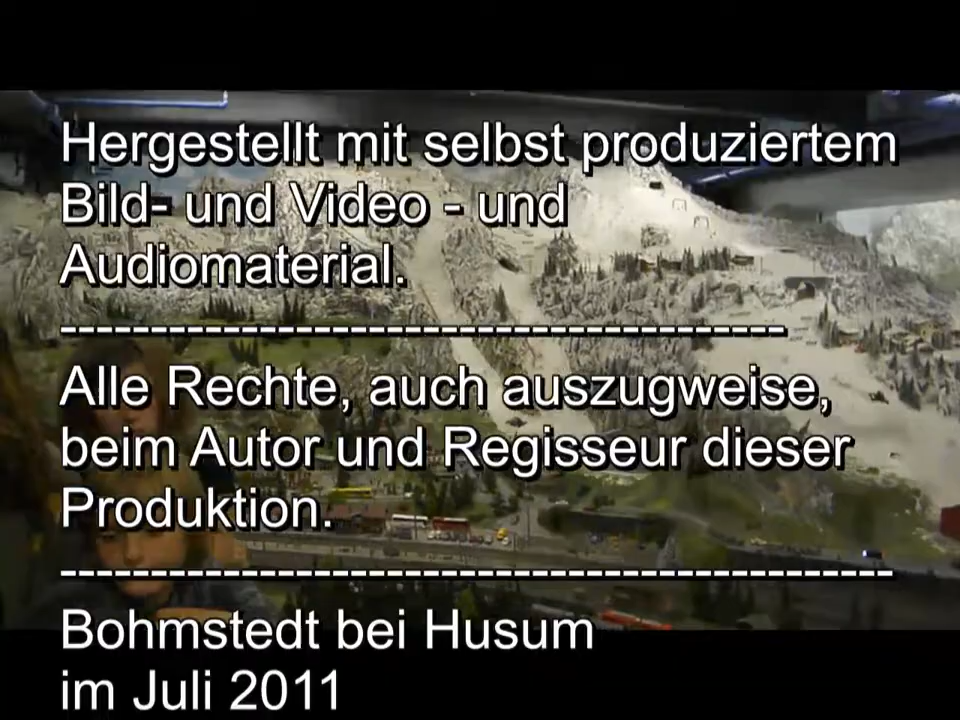 Hergestellt mit selbst produziertem
Bild- und Video - und
Audiomaterial.
----------------------------------------
Alle Rechte, auch auszugweise,
beim Autor und Regisseur dieser
Produktion.
----------------------------------------------
Bohmstedt bei Husum
im Juli 2011